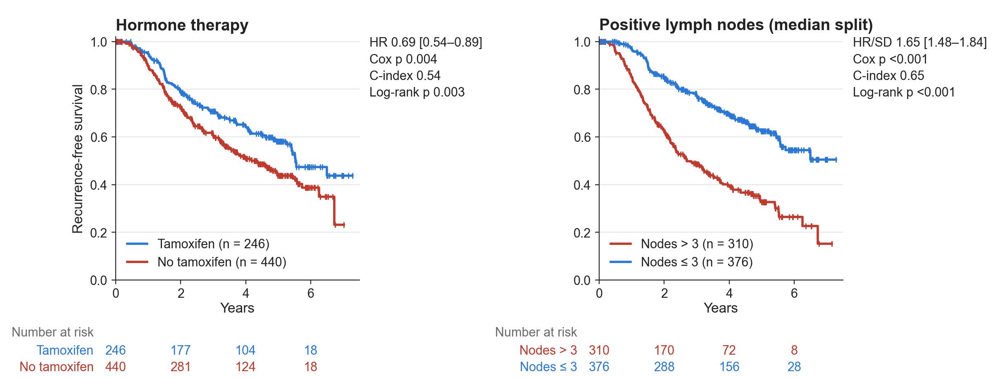 Hormone therapy
HR 0.69 [0.54–0.89]
Cox p 0.004
C-index 0.54
Log-rank p 0.003
Recurrence-free survival
1.0
0.8
0.6
0.4
0.2
0.0
Tamoxifen (n = 246)
No tamoxifen (n = 440)
0 2 4 6
Years
Number at risk
Tamoxifen 246 177 104 18
No tamoxifen 440 281 124 18
Positive lymph nodes (median split)
HR/SD 1.65 [1.48–1.84]
Cox p <0.001
C-index 0.65
Log-rank p <0.001
1.0
0.8
0.6
0.4
0.2
0.0
Nodes > 3 (n = 310)
Nodes ≤ 3 (n = 376)
0 2 4 6
Years
Number at risk
Nodes > 3 310 170 72 8
Nodes ≤ 3 376 288 156 28